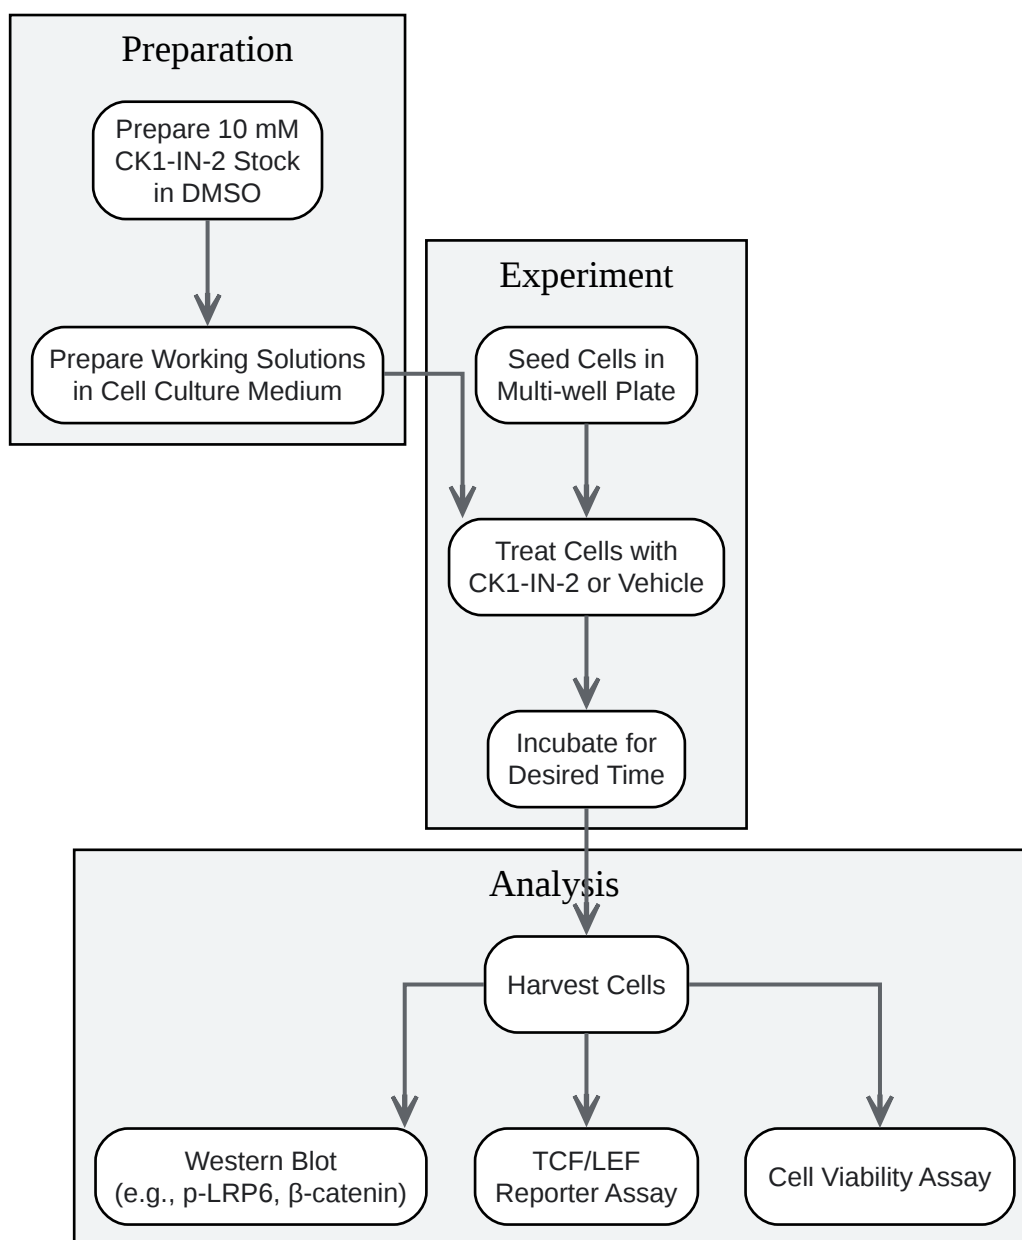 Preparation
Prepare 10 mM
CK1-IN-2 Stock
in DMSO
Prepare Working Solutions
in Cell Culture Medium
Experiment
Seed Cells in
Multi-well Plate
Treat Cells with
CK1-IN-2 or Vehicle
Incubate for
Desired Time
Analysis
Harvest Cells
Western Blot
(e.g., p-LRP6, β-catenin)
TCF/LEF
Reporter Assay
Cell Viability Assay